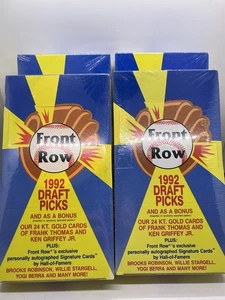 Front
Row
1992
DRAFT
PICKS
AND AS A BONUS
OUR 24 KT. GOLD CARDS
OF FRANK THOMAS AND
KEN GRIFFEY JR.
PLUS:
Front Row's exclusive
personally autographed Signature Cards
by Hall-of-Famers
BROOKS ROBINSON, WILLIE STARGELL,
YOGI BERRA AND MANY MORE!
Front
Row
1992
DRAFT
PICKS
AND AS A BONUS
OUR 24 KT. GOLD CARDS
OF FRANK THOMAS AND
KEN GRIFFEY JR.
PLUS:
Front Row's exclusive
personally autographed Signature Cards
by Hall-of-Famers
BROOKS ROBINSON, WILLIE STARGELL,
YOGI BERRA AND MANY MORE!